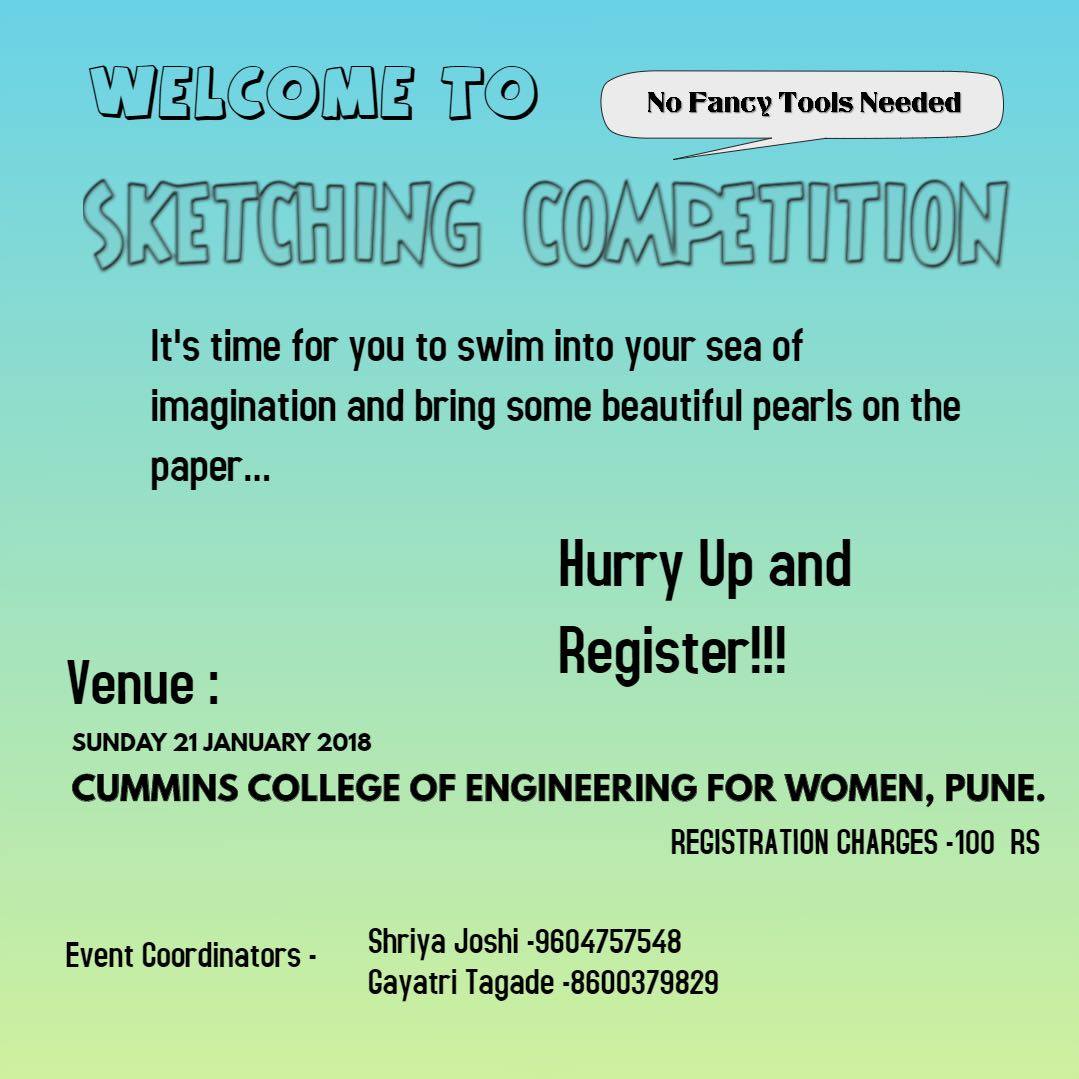 WELCOME TO
No Fancy Tools Needed
SKETCHING COMPETITION
It's time for you to swim into your sea of
imagination and bring some beautiful pearls on the
paper...
Hurry Up and
Register!!!
Venue :
SUNDAY 21 JANUARY 2018
CUMMINS COLLEGE OF ENGINEERING FOR WOMEN, PUNE.
REGISTRATION CHARGES -100 RS
Event Coordinators -
Shriya Joshi -9604757548
Gayatri Tagade -8600379829